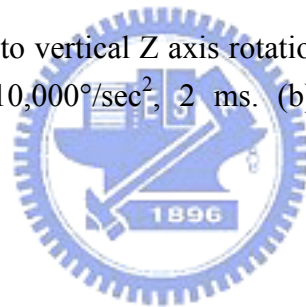 to vertical Z axis rotatio
10,000°/sec², 2 ms. (b
1896